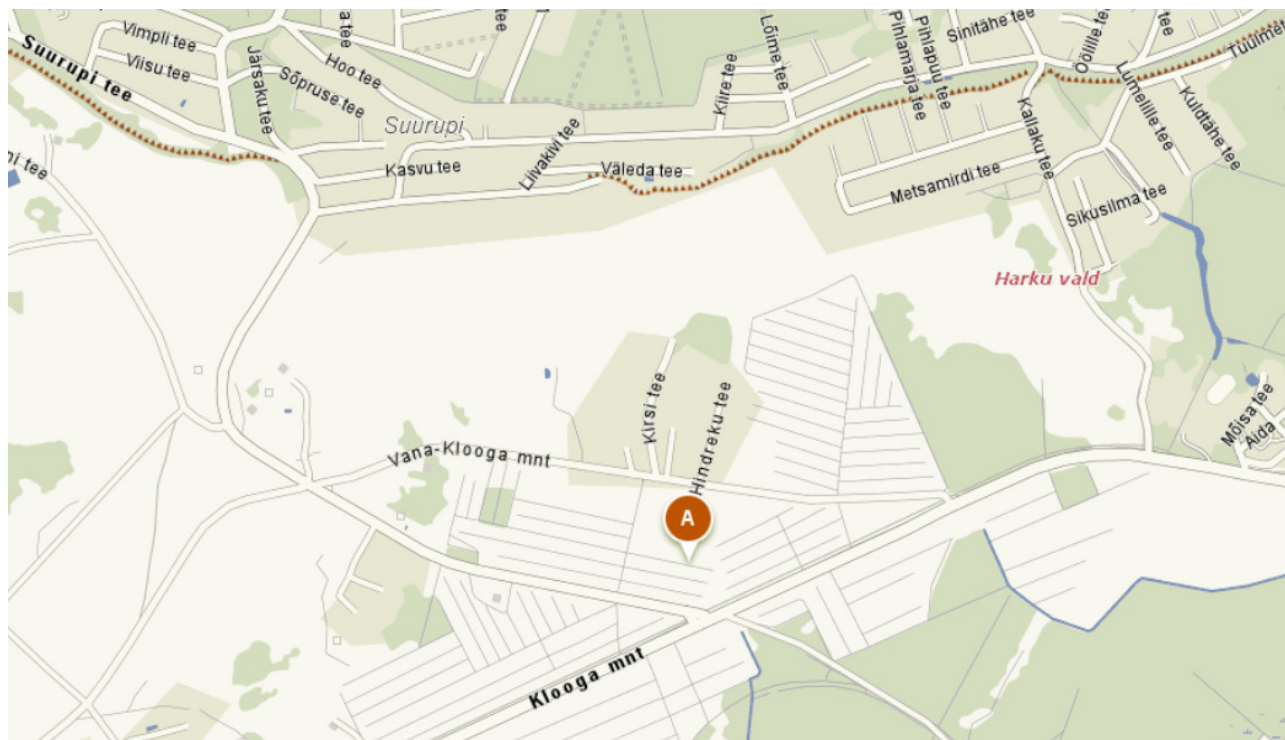 Vimpli tee
Viisu tee
Suurupi tee
Järsaku tee
Sõpruse tee
Hoo tee
Suurupi
Kasvu tee
Liivakivi tee
Väleda tee
Kiire tee
Lõime tee
Pihlamarja tee
Pihlapuu tee
Sinitähe tee
Öölille tee
Lumelille tee
Kuldtähe tee
Kallaku tee
Metsamirdi tee
Sikusilma tee
Harku vald
Mõisa tee
Aida
Kirsi tee
Hindreku tee
Vana-Klooga mnt
A
Klooga mnt